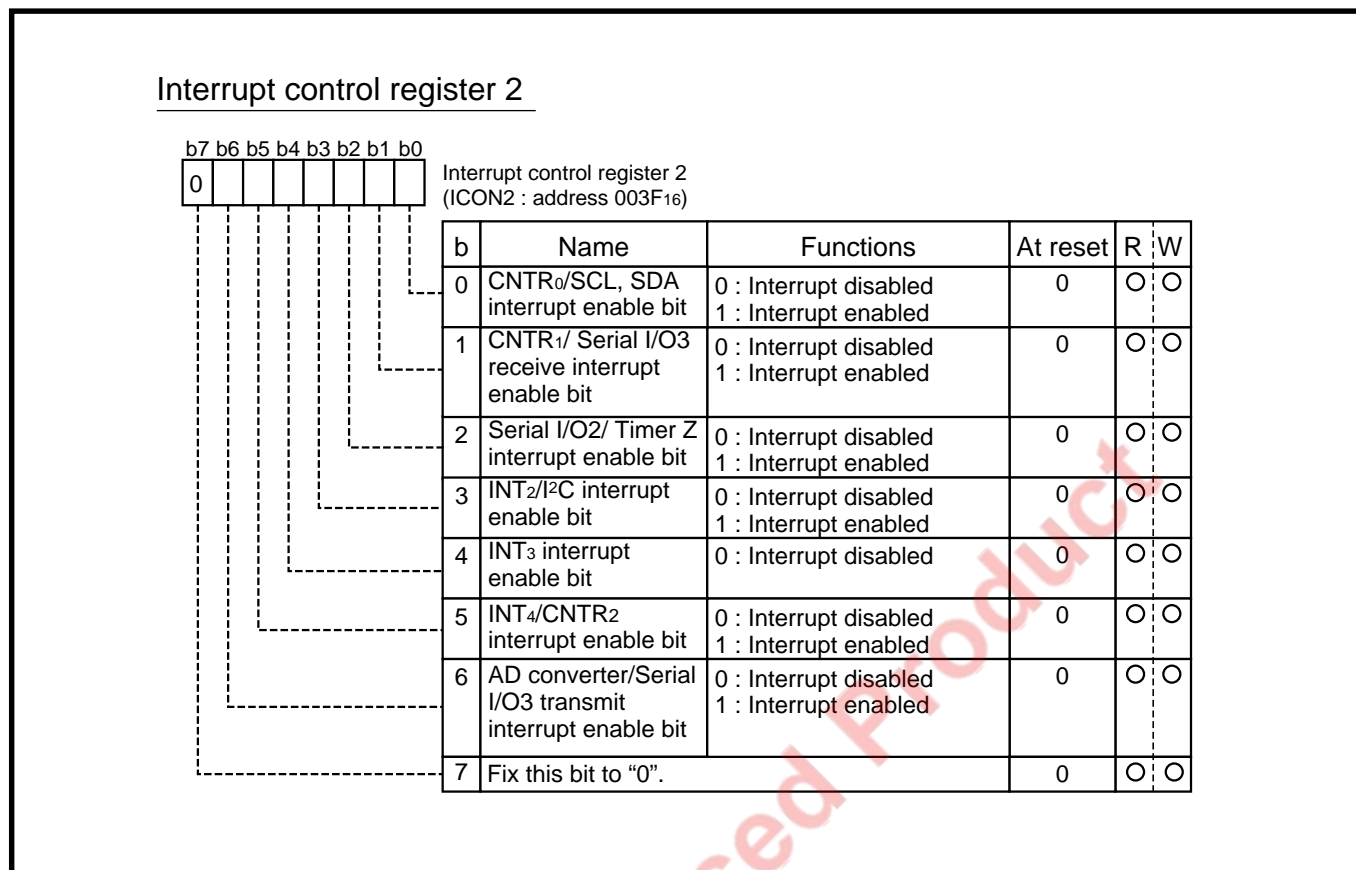 Interrupt control register 2
b7 b6 b5 b4 b3 b2 b1 b0
0
Interrupt control register 2
(ICON2 : address 003F16)
b Name Functions At reset R W
0 CNTR0/SCL, SDA interrupt enable bit 0 : Interrupt disabled 0 ○ ○
1 : Interrupt enabled
1 CNTR1/ Serial I/O3 receive interrupt enable bit 0 : Interrupt disabled 0 ○ ○
1 : Interrupt enabled
2 Serial I/O2/ Timer Z interrupt enable bit 0 : Interrupt disabled 0 ○ ○
1 : Interrupt enabled
3 INT2/I²C interrupt enable bit 0 : Interrupt disabled 0 ○ ○
1 : Interrupt enabled
4 INT3 interrupt enable bit 0 : Interrupt disabled 0 ○ ○
5 INT4/CNTR2 interrupt enable bit 0 : Interrupt disabled 0 ○ ○
1 : Interrupt enabled
6 AD converter/Serial I/O3 transmit interrupt enable bit 0 : Interrupt disabled 0 ○ ○
1 : Interrupt enabled
7 Fix this bit to “0”. 0 ○ ○
sed Product